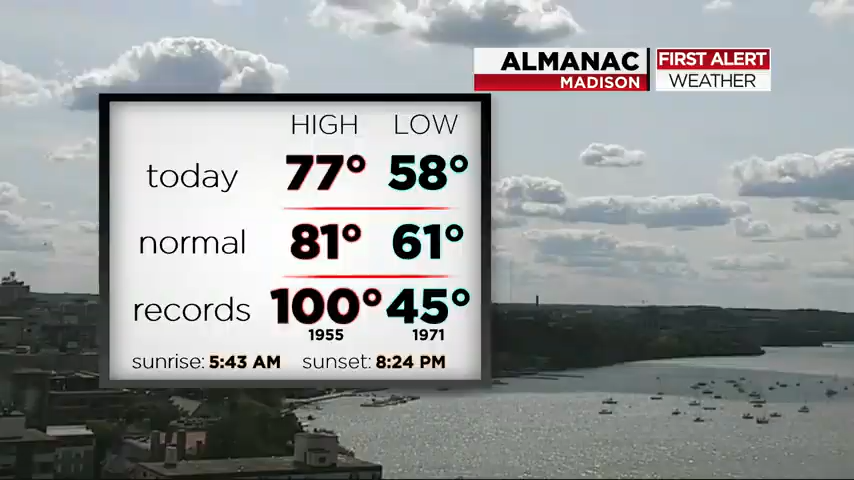 ALMANAC FIRST ALERT
MADISON WEATHER
HIGH LOW
today 77° 58°
normal 81° 61°
records 100° 45°
1955 1971
sunrise: 5:43 AM sunset: 8:24 PM